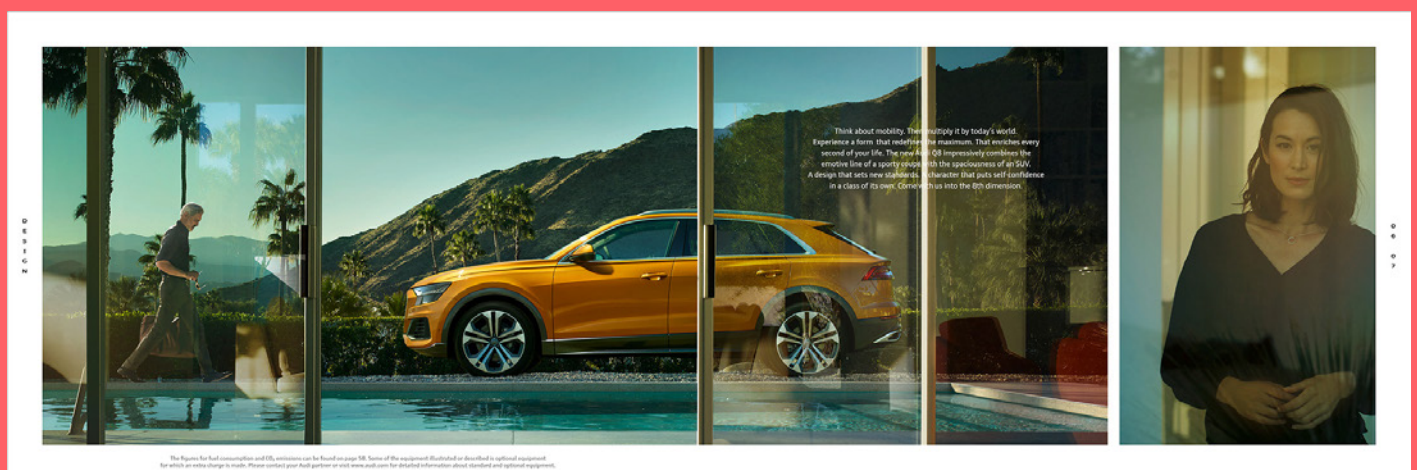 DESIGN
Think about mobility. Then multiply it by today's world.
Experience a form that redefines the maximum. That enriches every
second of your life. The new Audi Q8 impressively combines the
emotive line of a sporty coupé with the spaciousness of an SUV.
A design that sets new standards. A character that puts self-confidence
in a class of its own. Come with us into the 8th dimension.
06 07
The figures for fuel consumption and CO₂ emissions can be found on page 58. Some of the equipment illustrated or described is optional equipment
for which an extra charge is made. Please contact your Audi partner or visit www.audi.com for detailed information about standard and optional equipment.